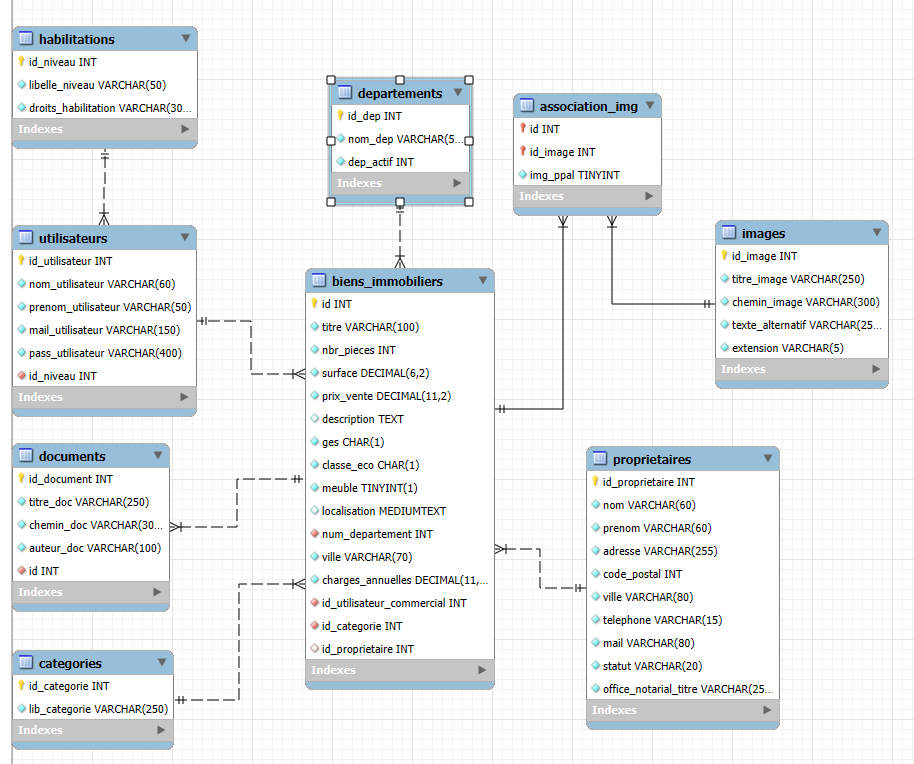 habilitations
id_niveau INT
libelle_niveau VARCHAR(50)
droits_habilitation VARCHAR(30...
Indexes
departements
id_dep INT
nom_dep VARCHAR(5...
dep_actif INT
Indexes
association_img
id INT
id_image INT
img_ppal TINYINT
Indexes
utilisateurs
id_utilisateur INT
nom_utilisateur VARCHAR(60)
prenom_utilisateur VARCHAR(50)
mail_utilisateur VARCHAR(150)
pass_utilisateur VARCHAR(400)
id_niveau INT
Indexes
images
id_image INT
titre_image VARCHAR(250)
chemin_image VARCHAR(300)
texte_alternatif VARCHAR(25...
extension VARCHAR(5)
Indexes
biens_immobiliers
id INT
titre VARCHAR(100)
nbr_pieces INT
surface DECIMAL(6,2)
prix_vente DECIMAL(11,2)
description TEXT
ges CHAR(1)
classe_eco CHAR(1)
meuble TINYINT(1)
localisation MEDIUMTEXT
num_departement INT
ville VARCHAR(70)
charges_annuelles DECIMAL(11,...
id_utilisateur_commercial INT
id_categorie INT
id_proprietaire INT
Indexes
documents
id_document INT
titre_doc VARCHAR(250)
chemin_doc VARCHAR(30...
auteur_doc VARCHAR(100)
id INT
Indexes
proprietaires
id_proprietaire INT
nom VARCHAR(60)
prenom VARCHAR(60)
adresse VARCHAR(255)
code_postal INT
ville VARCHAR(80)
telephone VARCHAR(15)
mail VARCHAR(80)
statut VARCHAR(20)
office_notarial_titre VARCHAR(25...
Indexes
categories
id_categorie INT
lib_categorie VARCHAR(250)
Indexes